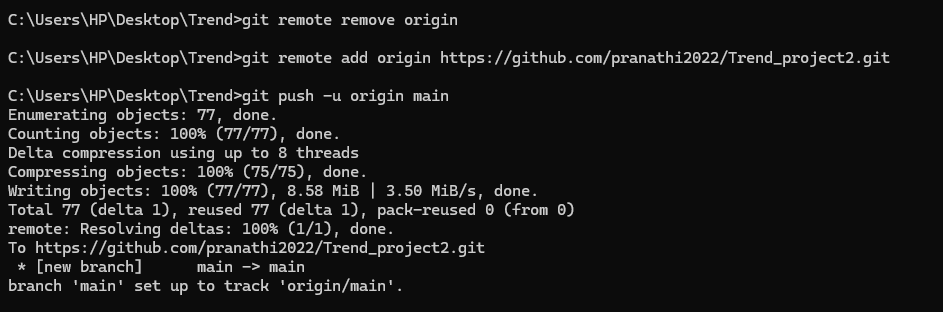 C:\Users\HP\Desktop\Trend>git remote remove origin
C:\Users\HP\Desktop\Trend>git remote add origin https://github.com/pranathi2022/Trend_project2.git
C:\Users\HP\Desktop\Trend>git push -u origin main
Enumerating objects: 77, done.
Counting objects: 100% (77/77), done.
Delta compression using up to 8 threads
Compressing objects: 100% (75/75), done.
Writing objects: 100% (77/77), 8.58 MiB | 3.50 MiB/s, done.
Total 77 (delta 1), reused 77 (delta 1), pack-reused 0 (from 0)
remote: Resolving deltas: 100% (1/1), done.
To https://github.com/pranathi2022/Trend_project2.git
 * [new branch]      main -> main
branch 'main' set up to track 'origin/main'.